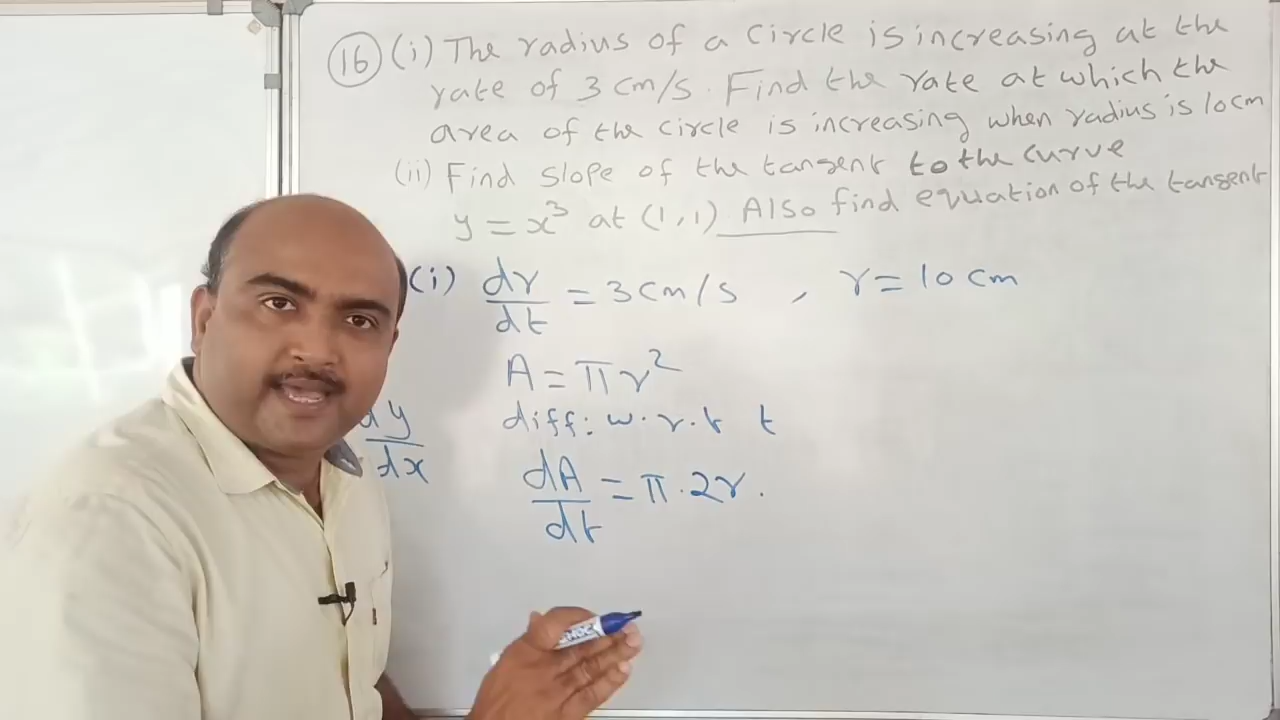 16 (i) The radius of a circle is increasing at the
rate of 3 cm/s. Find the rate at which the
area of the circle is increasing when radius is 10cm
(ii) Find slope of the tangent to the curve
y = x³ at (1,1) Also find equation of the tangent
(i) dr/dt = 3 cm/s , r = 10 cm
A = πr²
diff: w.r.t t
dy/dx
dA/dt = π.2r.